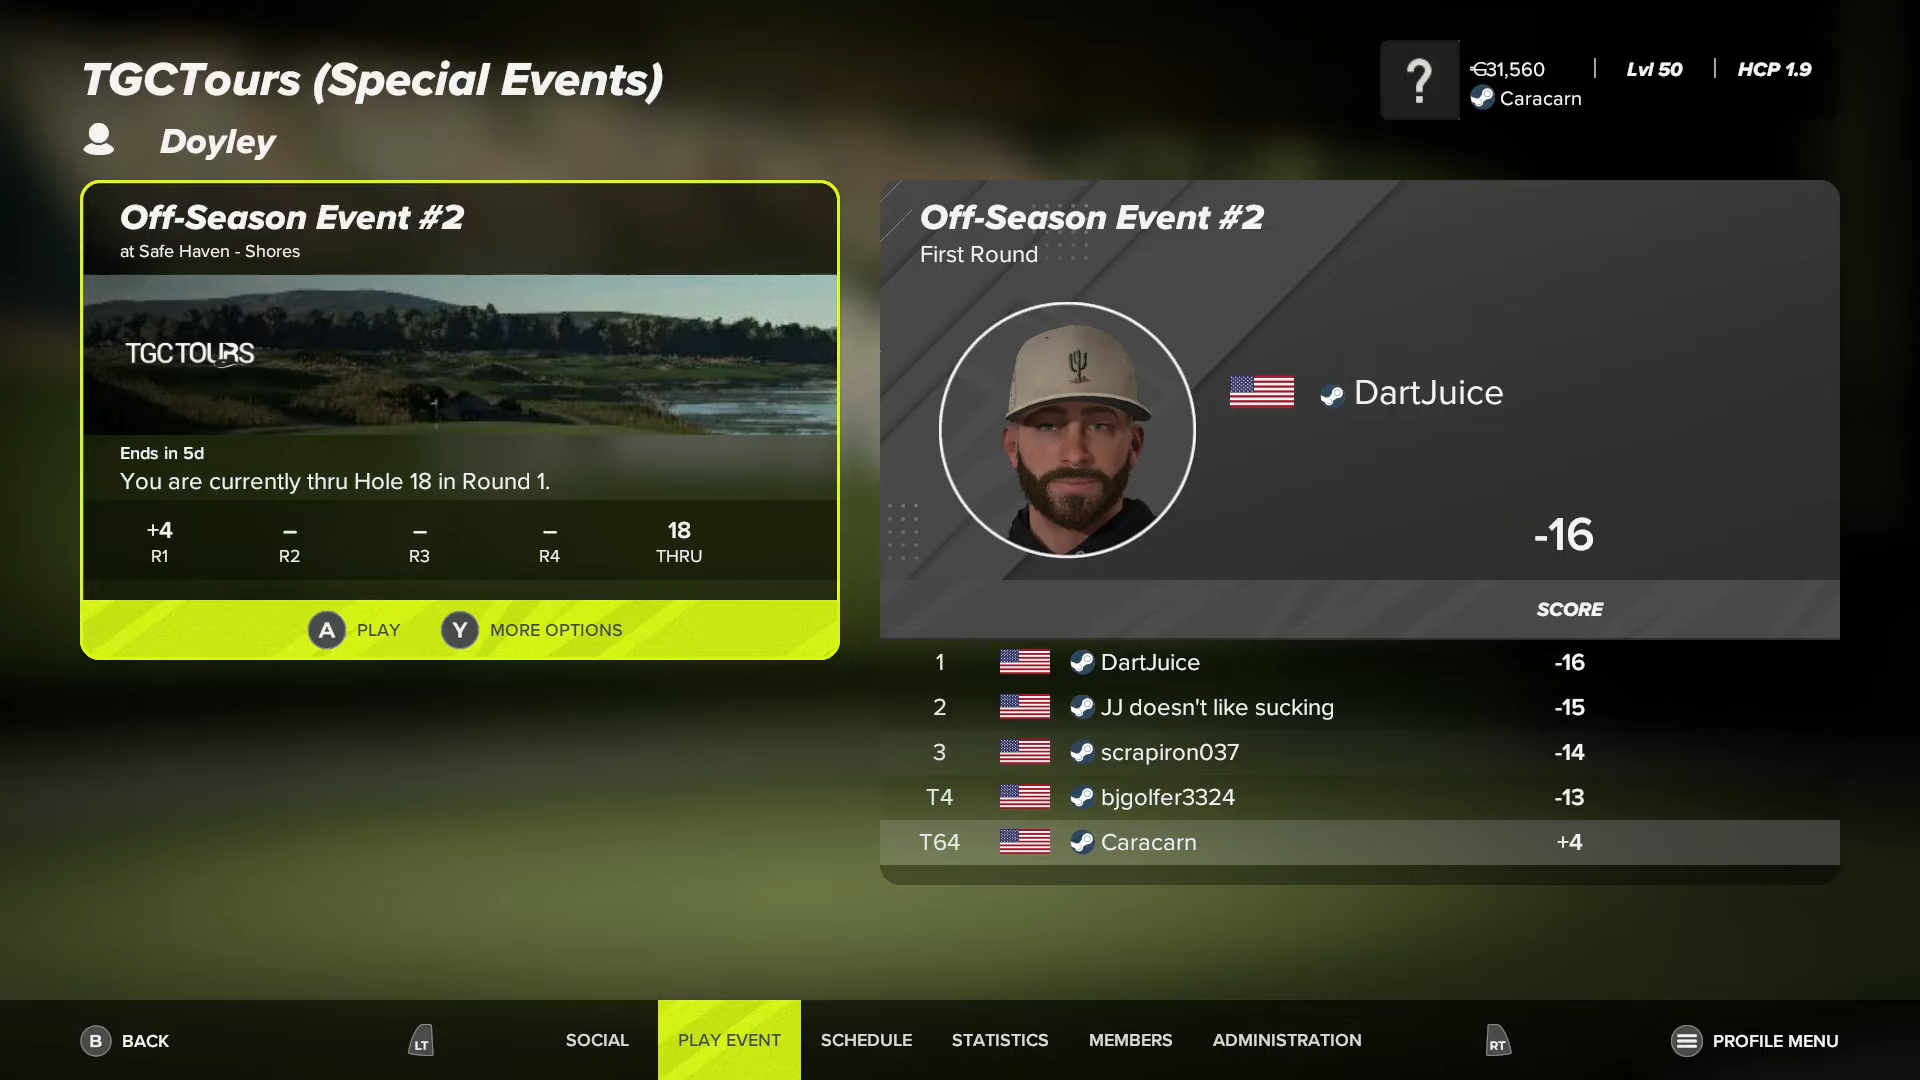 TGCTours (Special Events)
Doyley
31,560
Lvl 50
HCP 1.9
Caracarn
Off-Season Event #2
at Safe Haven - Shores
TGC TOURS
Ends in 5d
You are currently thru Hole 18 in Round 1.
+4 – – – 18
R1 R2 R3 R4 THRU
A PLAY Y MORE OPTIONS
Off-Season Event #2
First Round
DartJuice
-16
SCORE
1 DartJuice -16
2 JJ doesn't like sucking -15
3 scrapiron037 -14
T4 bjgolfer3324 -13
T64 Caracarn +4
B BACK LT SOCIAL PLAY EVENT SCHEDULE STATISTICS MEMBERS ADMINISTRATION RT PROFILE MENU